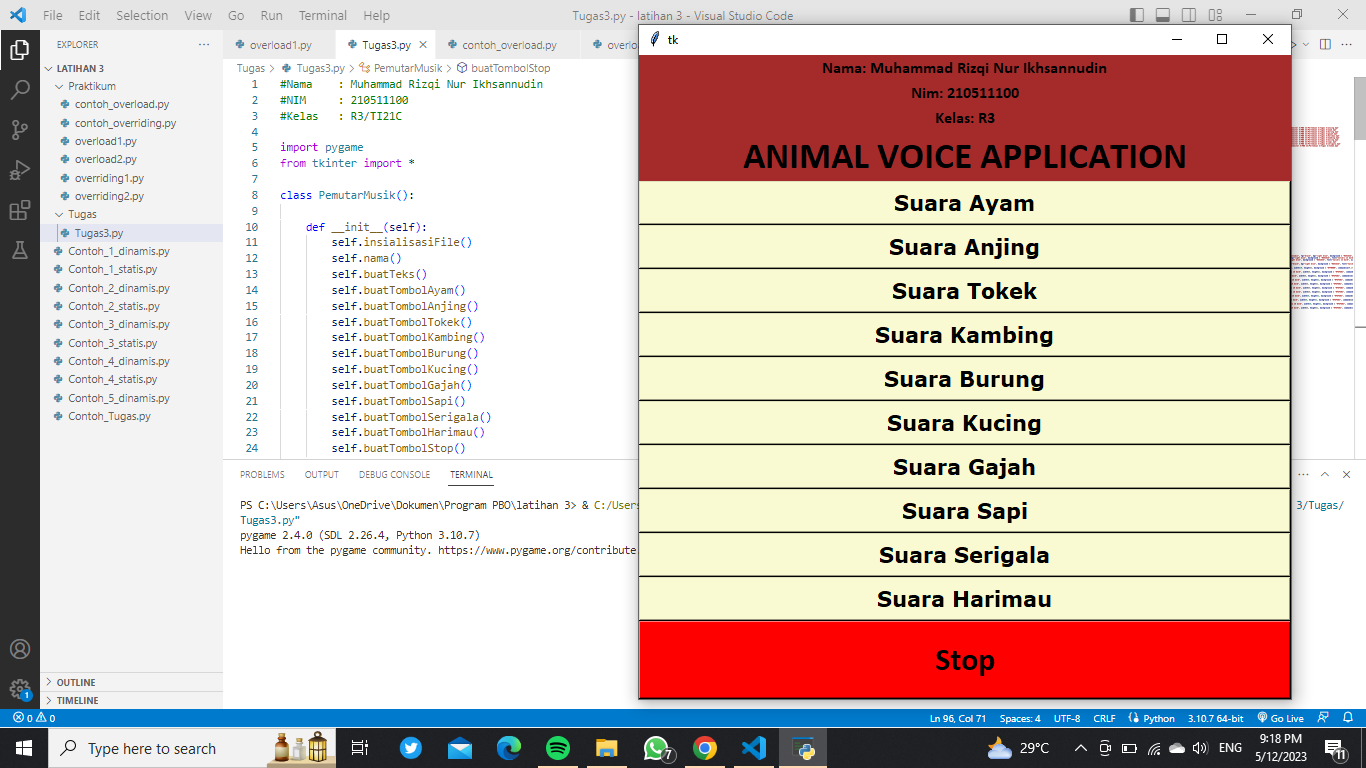 File Edit Selection View Go Run Terminal Help Tugas3.py - latihan 3 - Visual Studio Code
EXPLORER
LATIHAN 3
Praktikum
contoh_overload.py
contoh_overriding.py
overload1.py
overload2.py
overriding1.py
overriding2.py
Tugas
Tugas3.py
Contoh_1_dinamis.py
Contoh_1_statis.py
Contoh_2_dinamis.py
Contoh_2_statis..py
Contoh_3_dinamis.py
Contoh_3_statis.py
Contoh_4_dinamis.py
Contoh_4_statis.py
Contoh_5_dinamis.py
Contoh_Tugas.py
OUTLINE
TIMELINE
overload1.py Tugas3.py contoh_overload.py overlo
Tugas > Tugas3.py > PemutarMusik > buatTombolStop
1 #Nama : Muhammad Rizqi Nur Ikhsannudin
2 #NIM : 210511100
3 #Kelas : R3/TI21C
4
5 import pygame
6 from tkinter import *
7
8 class PemutarMusik():
9
10 def __init__(self):
11 self.insialisasiFile()
12 self.nama()
13 self.buatTeks()
14 self.buatTombolAyam()
15 self.buatTombolAnjing()
16 self.buatTombolTokek()
17 self.buatTombolKambing()
18 self.buatTombolBurung()
19 self.buatTombolKucing()
20 self.buatTombolGajah()
21 self.buatTombolSapi()
22 self.buatTombolSerigala()
23 self.buatTombolHarimau()
24 self.buatTombolStop()
PROBLEMS OUTPUT DEBUG CONSOLE TERMINAL
PS C:\Users\Asus\OneDrive\Dokumen\Program PBO\latihan 3> & C:/Users 3/Tugas/
Tugas3.py"
pygame 2.4.0 (SDL 2.26.4, Python 3.10.7)
Hello from the pygame community. https://www.pygame.org/contribute
tk
Nama: Muhammad Rizqi Nur Ikhsannudin
Nim: 210511100
Kelas: R3
ANIMAL VOICE APPLICATION
Suara Ayam
Suara Anjing
Suara Tokek
Suara Kambing
Suara Burung
Suara Kucing
Suara Gajah
Suara Sapi
Suara Serigala
Suara Harimau
Stop
1
0 0 Ln 96, Col 71 Spaces: 4 UTF-8 CRLF Python 3.10.7 64-bit Go Live
Type here to search 7 29°C ENG 9:18 PM
5/12/2023
11